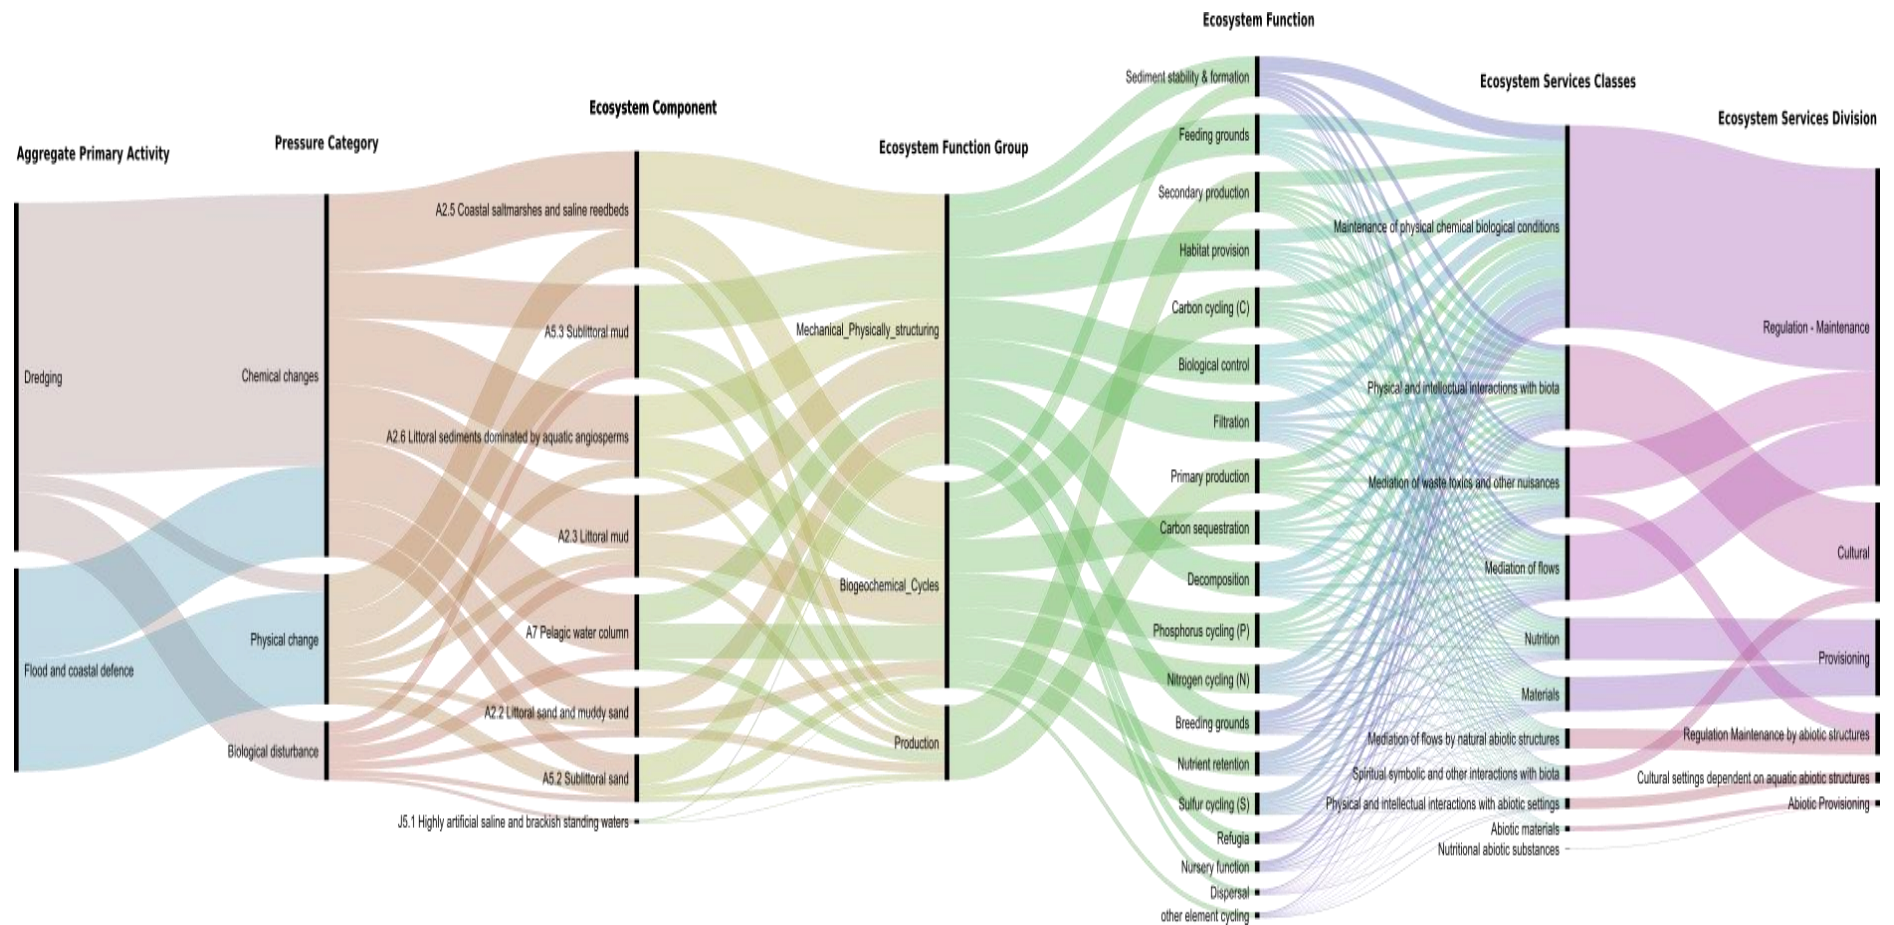 Aggregate Primary Activity
Dredging
Flood and coastal defence
Pressure Category
Chemical changes
Physical change
Biological disturbance
Ecosystem Component
A2.5 Coastal saltmarshes and saline reedbeds
A5.3 Sublittoral mud
A2.6 Littoral sediments dominated by aquatic angiosperms
A2.3 Littoral mud
A7 Pelagic water column
A2.2 Littoral sand and muddy sand
A5.2 Sublittoral sand
J5.1 Highly artificial saline and brackish standing waters
Ecosystem Function Group
Mechanical_Physically_structuring
Biogeochemical_Cycles
Production
Ecosystem Function
Sediment stability & formation
Feeding grounds
Secondary production
Habitat provision
Carbon cycling (C)
Biological control
Filtration
Primary production
Carbon sequestration
Decomposition
Phosphorus cycling (P)
Nitrogen cycling (N)
Breeding grounds
Nutrient retention
Sulfur cycling (S)
Refugia
Nursery function
Dispersal
other element cycling
Ecosystem Services Classes
Maintenance of physical chemical biological conditions
Physical and intellectual interactions with biota
Mediation of waste toxics and other nuisances
Mediation of flows
Nutrition
Materials
Mediation of flows by natural abiotic structures
Spiritual symbolic and other interactions with biota
Physical and intellectual interactions with abiotic settings
Abiotic materials
Nutritional abiotic substances
Ecosystem Services Division
Regulation - Maintenance
Cultural
Provisioning
Regulation Maintenance by abiotic structures
Cultural settings dependent on aquatic abiotic structures
Abiotic Provisioning